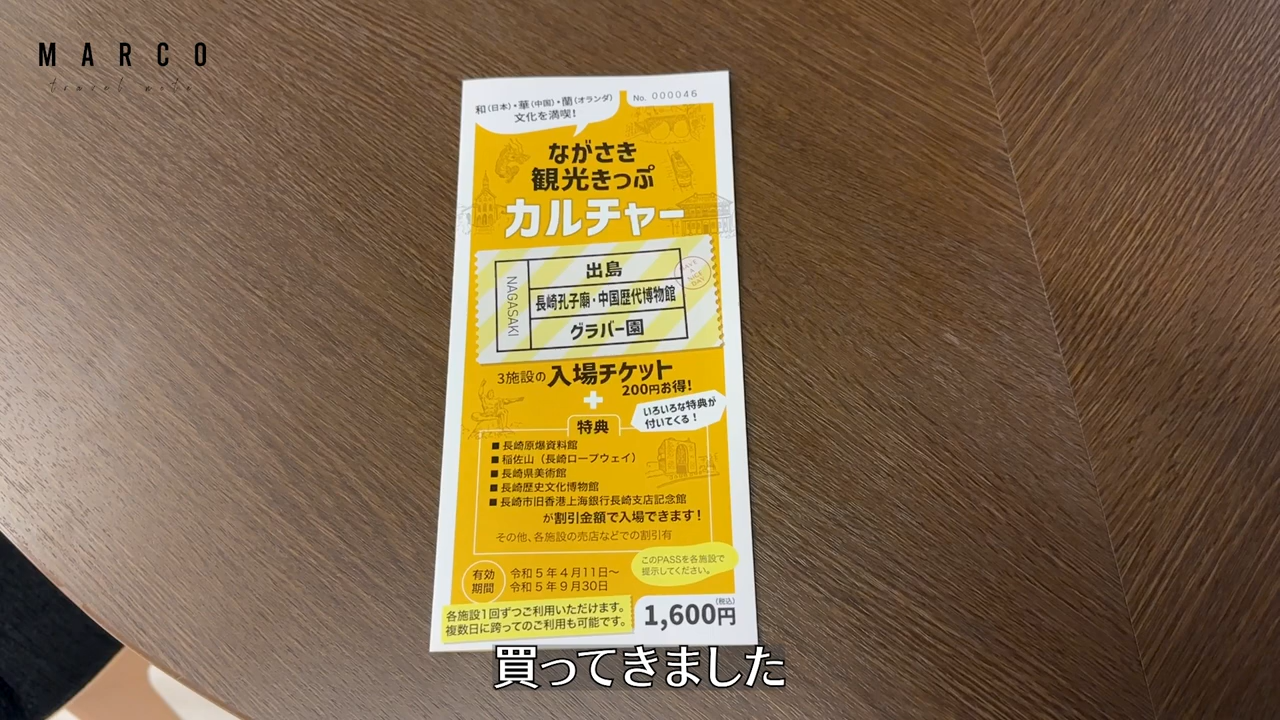 MARCO
travel note
和(日本)・華(中国)・蘭(オランダ)
文化を満喫!
No. 000046
ながさき
観光きっぷ
カルチャー
NAGASAKI
出島
長崎孔子廟・中国歴代博物館
グラバー園
HAVE
A
NICE
DAY
3施設の入場チケット
200円お得!
+
いろいろな特典が
付いてくる!
特典
■ 長崎原爆資料館
■ 稲佐山(長崎ロープウェイ)
■ 長崎県美術館
■ 長崎歴史文化博物館
■ 長崎市旧香港上海銀行長崎支店記念館
が割引金額で入場できます!
その他、各施設の売店などでの割引有
このPASSを各施設で
提示してください。
有効
期間
令和5年4月11日~
令和5年9月30日
各施設1回ずつご利用いただけます。
複数日に跨ってのご利用も可能です。
(税込)
1,600円
買ってきました